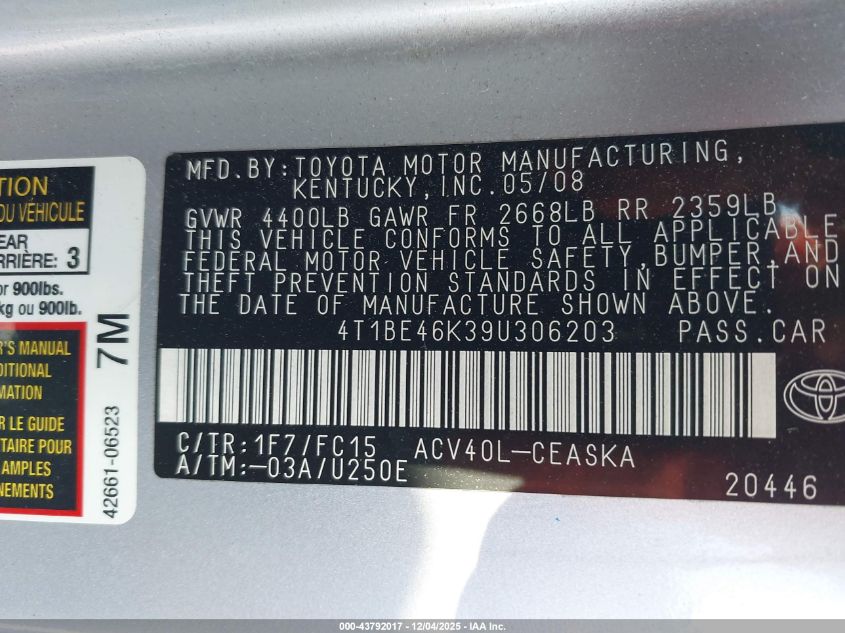 TION
DU VÉHICULE
EAR
RRIÈRE: 3
or 900lbs.
kg ou 900lb.
'S MANUAL
DITIONAL
MATION
R LE GUIDE
TAIRE POUR
AMPLES
NEMENTS
7M
42661-06523
MFD.BY:TOYOTA MOTOR MANUFACTURING,
KENTUCKY,INC.05/08
GVWR 4400LB GAWR FR 2668LB RR 2359LB
THIS VEHICLE CONFORMS TO ALL APPLICABLE
FEDERAL MOTOR VEHICLE SAFETY,BUMPER,AND
THEFT PREVENTION STANDARDS IN EFFECT ON
THE DATE OF MANUFACTURE SHOWN ABOVE.
4T1BE46K39U306203 PASS.CAR
C/TR:1F7/FC15 ACV40L-CEASKA
A/TM:-03A/U250E
20446
000-43792017 - 12/04/2025 - IAA Inc.